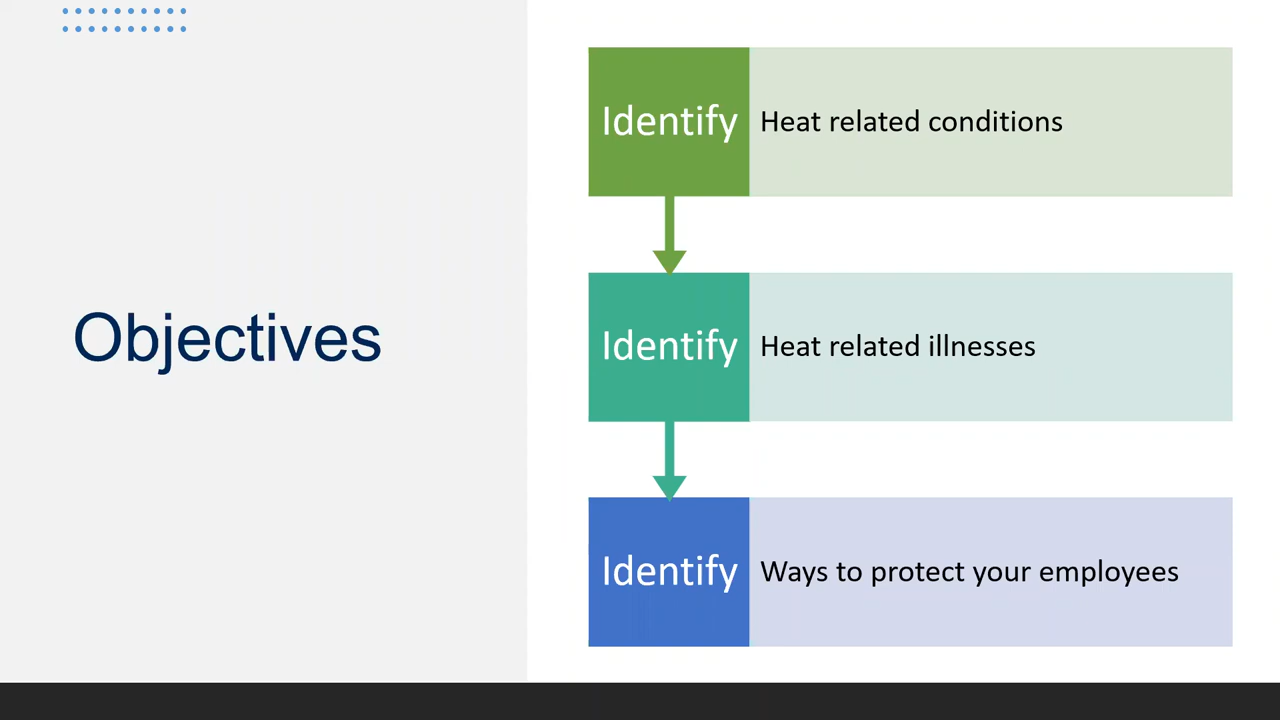 Objectives
Identify
Heat related conditions
Identify
Heat related illnesses
Identify
Ways to protect your employees